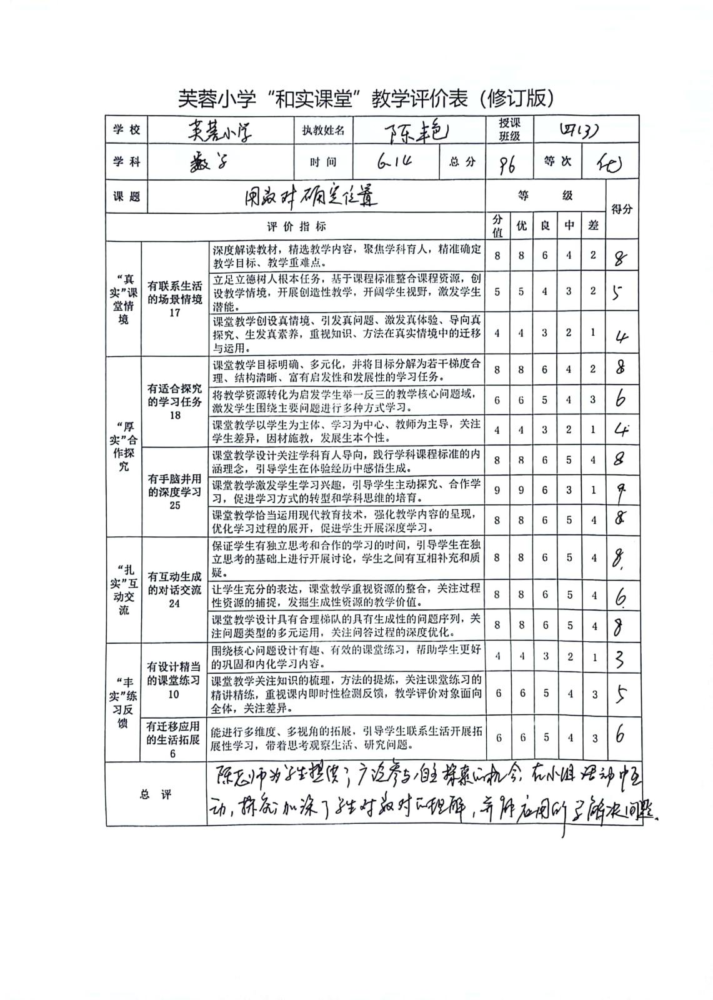 芙蓉小学“和实课堂”教学评价表（修订版）
学校 芙蓉小学 执教姓名 陈艳 授课班级 四(3)
学科 数学 时间 6.14 总分 96 等次 优
课题 用数对确定位置 等级 得分
评价指标 分值 优 良 中 差
“真实”课堂情境
有联系生活的场景情境
17
深度解读教材，精选教学内容，聚焦学科育人，精准确定
教学目标、教学重难点。
8 8 6 4 2 8
立足立德树人根本任务，基于课程标准整合课程资源，创
设教学情境，开展创造性教学，开阔学生视野，激发学生
潜能。
5 5 4 3 2 5
课堂教学创设真情境、引发真问题、激发真体验、导向真
探究、生发真素养，重视知识、方法在真实情境中的迁移
与运用。
4 4 3 2 1 4
“厚实”合作探究
有适合探究的学习任务
18
课堂教学目标明确、多元化，并将目标分解为若干梯度合
理、结构清晰、富有启发性和发展性的学习任务。
8 8 6 4 2 8
将教学资源转化为启发学生举一反三的教学核心问题域，
激发学生围绕主要问题进行多种方式学习。
6 6 5 4 3 6
课堂教学以学生为主体、学习为中心、教师为主导，关注
学生差异，因材施教，发展生本个性。
4 4 3 2 1 4
有手脑并用的深度学习
25
课堂教学设计关注学科育人导向，践行学科课程标准的内
涵理念，引导学生在体验经历中感悟生成。
8 8 6 5 4 8
课堂教学激发学生学习兴趣，引导学生主动探究、合作学
习，促进学习方式的转型和学科思维的培育。
9 9 6 3 1 9
课堂教学恰当运用现代教育技术，强化教学内容的呈现，
优化学习过程的展开，促进学生开展深度学习。
8 8 6 5 4 8
“扎实”互动交流
有互动生成的对话交流
24
保证学生有独立思考和合作的学习的时间，引导学生在独
立思考的基础上进行开展讨论，学生之间有互相补充和质
疑。
8 8 6 5 4 8
让学生充分的表达，课堂教学重视资源的整合，关注过程
性资源的捕捉，发掘生成性资源的教学价值。
8 8 6 5 4 6
课堂教学设计具有合理梯队的具有生成性的问题序列，关
注问题类型的多元运用，关注问答过程的深度优化。
8 8 6 5 4 8
“丰实”练习反馈
有设计精当的课堂练习
10
围绕核心问题设计有趣、有效的课堂练习，帮助学生更好
的巩固和内化学习内容。
4 4 3 2 1 3
课堂教学关注知识的梳理，方法的提炼，关注课堂练习的
精讲精练，重视课内即时性检测反馈，教学评价对象面向
全体，关注差异。
6 6 5 4 3 5
有迁移应用的生活拓展
6
能进行多维度、多视角的拓展，引导学生联系生活开展拓
展性学习，带着思考观察生活、研究问题。
6 6 5 4 3 6
总评
陈老师为学生提供了广泛参与，自主探索的机会，在小组活动中互
动，探究，加深了学生对数对的理解，并解应用所学解决问题。